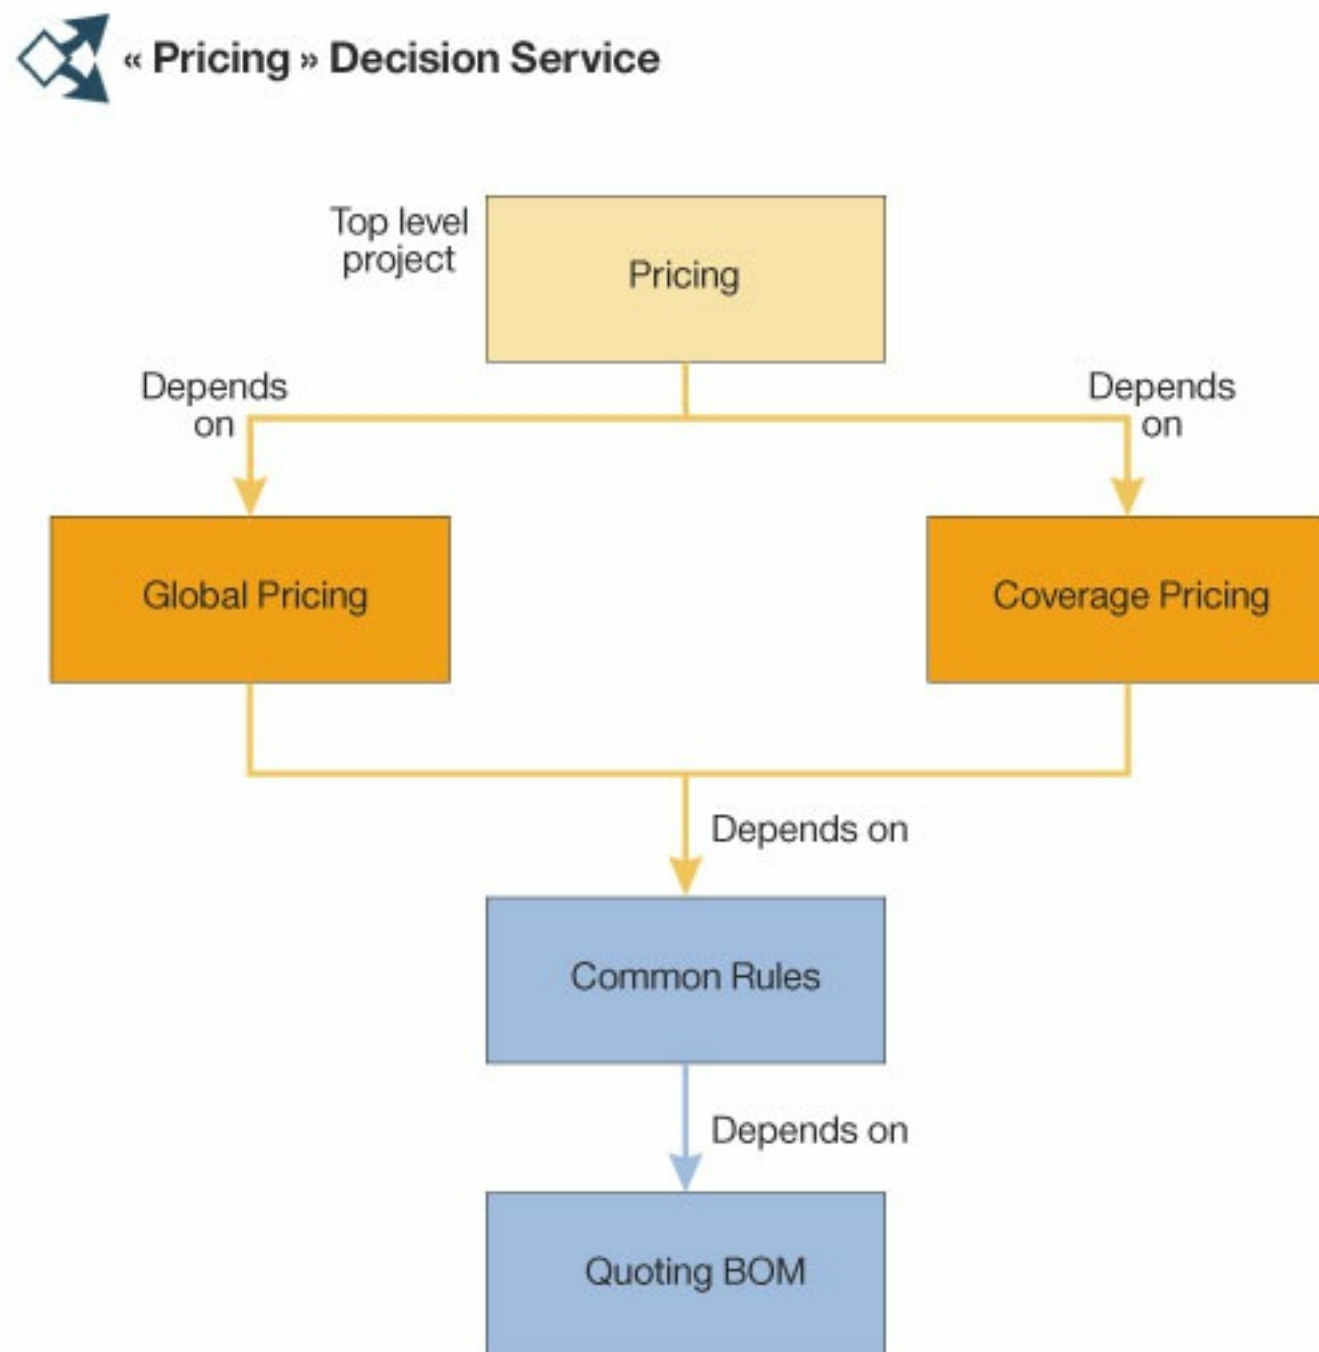 « Pricing » Decision Service
Top level
project
Pricing
Depends
on
Depends
on
Global Pricing
Coverage Pricing
Depends on
Common Rules
Depends on
Quoting BOM